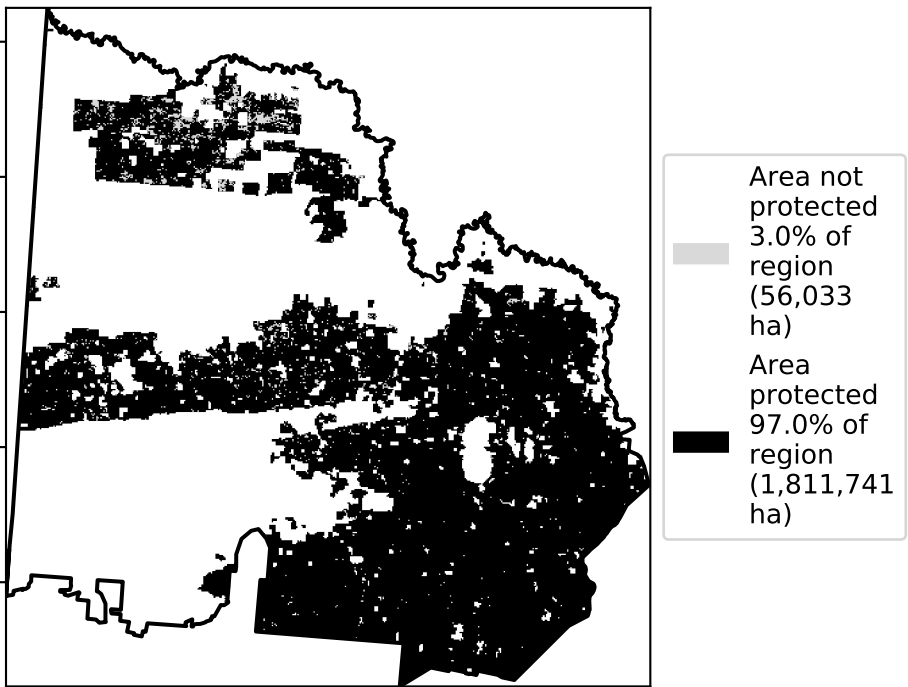 Area not
protected
3.0% of
region
(56,033
ha)
Area
protected
97.0% of
region
(1,811,741
ha)